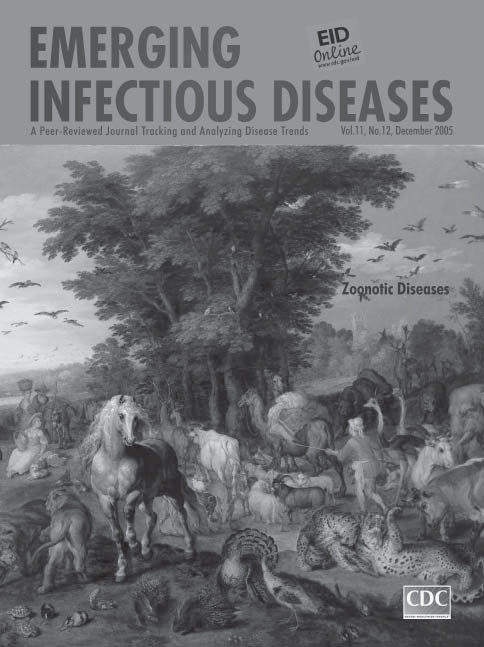 EMERGING
INFECTIOUS DISEASES
EID
Online
www.cdc.gov/eid
A Peer-Reviewed Journal Tracking and Analyzing Disease Trends
Vol.11, No.12, December 2005
Zoonotic Diseases
CDC